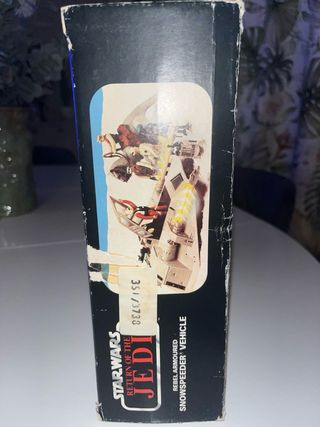 STAR WARS
RETURN OF THE
JEDI
351/3738
REBEL ARMOURED
SNOWSPEEDER VEHICLE